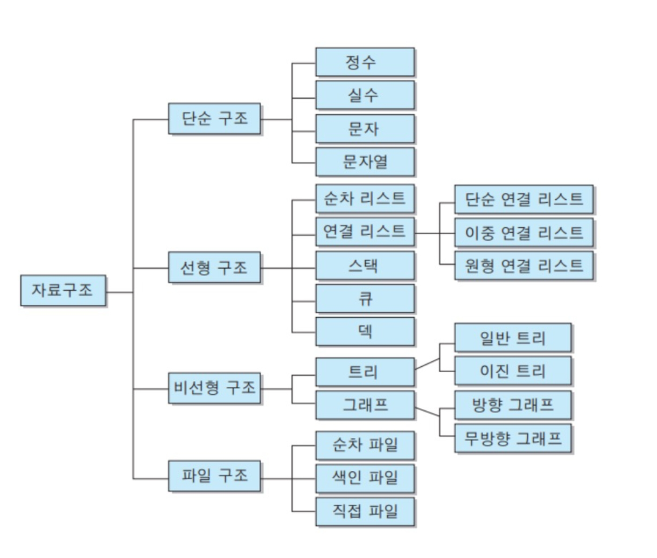 정수
실수
단순 구조
문자
문자열
순차 리스트
단순 연결 리스트
연결 리스트
이중 연결 리스트
선형 구조
스택
원형 연결 리스트
자료구조
큐
덱
일반 트리
트리
이진 트리
비선형 구조
그래프
방향 그래프
무방향 그래프
순차 파일
파일 구조
색인 파일
직접 파일